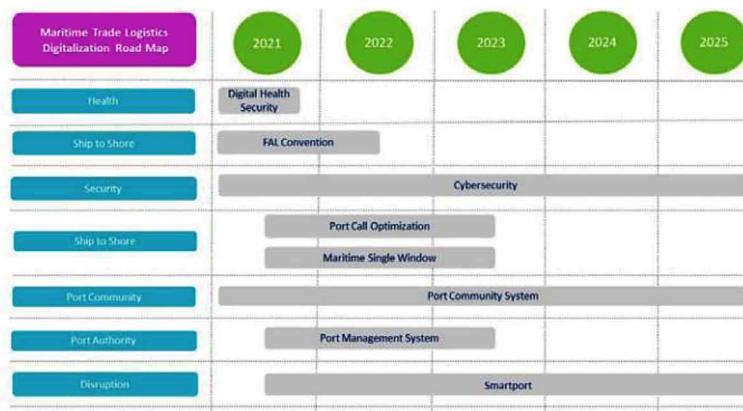 Maritime Trade Logistics
Digitalization Road Map
2021
2022
2023
2024
2025
Health
Digital Health
Security
Ship to Shore
FAL Convention
Security
Cybersecurity
Ship to Shore
Port Call Optimization
Maritime Single Window
Port Community
Port Community System
Port Authority
Port Management System
Disruption
Smartport